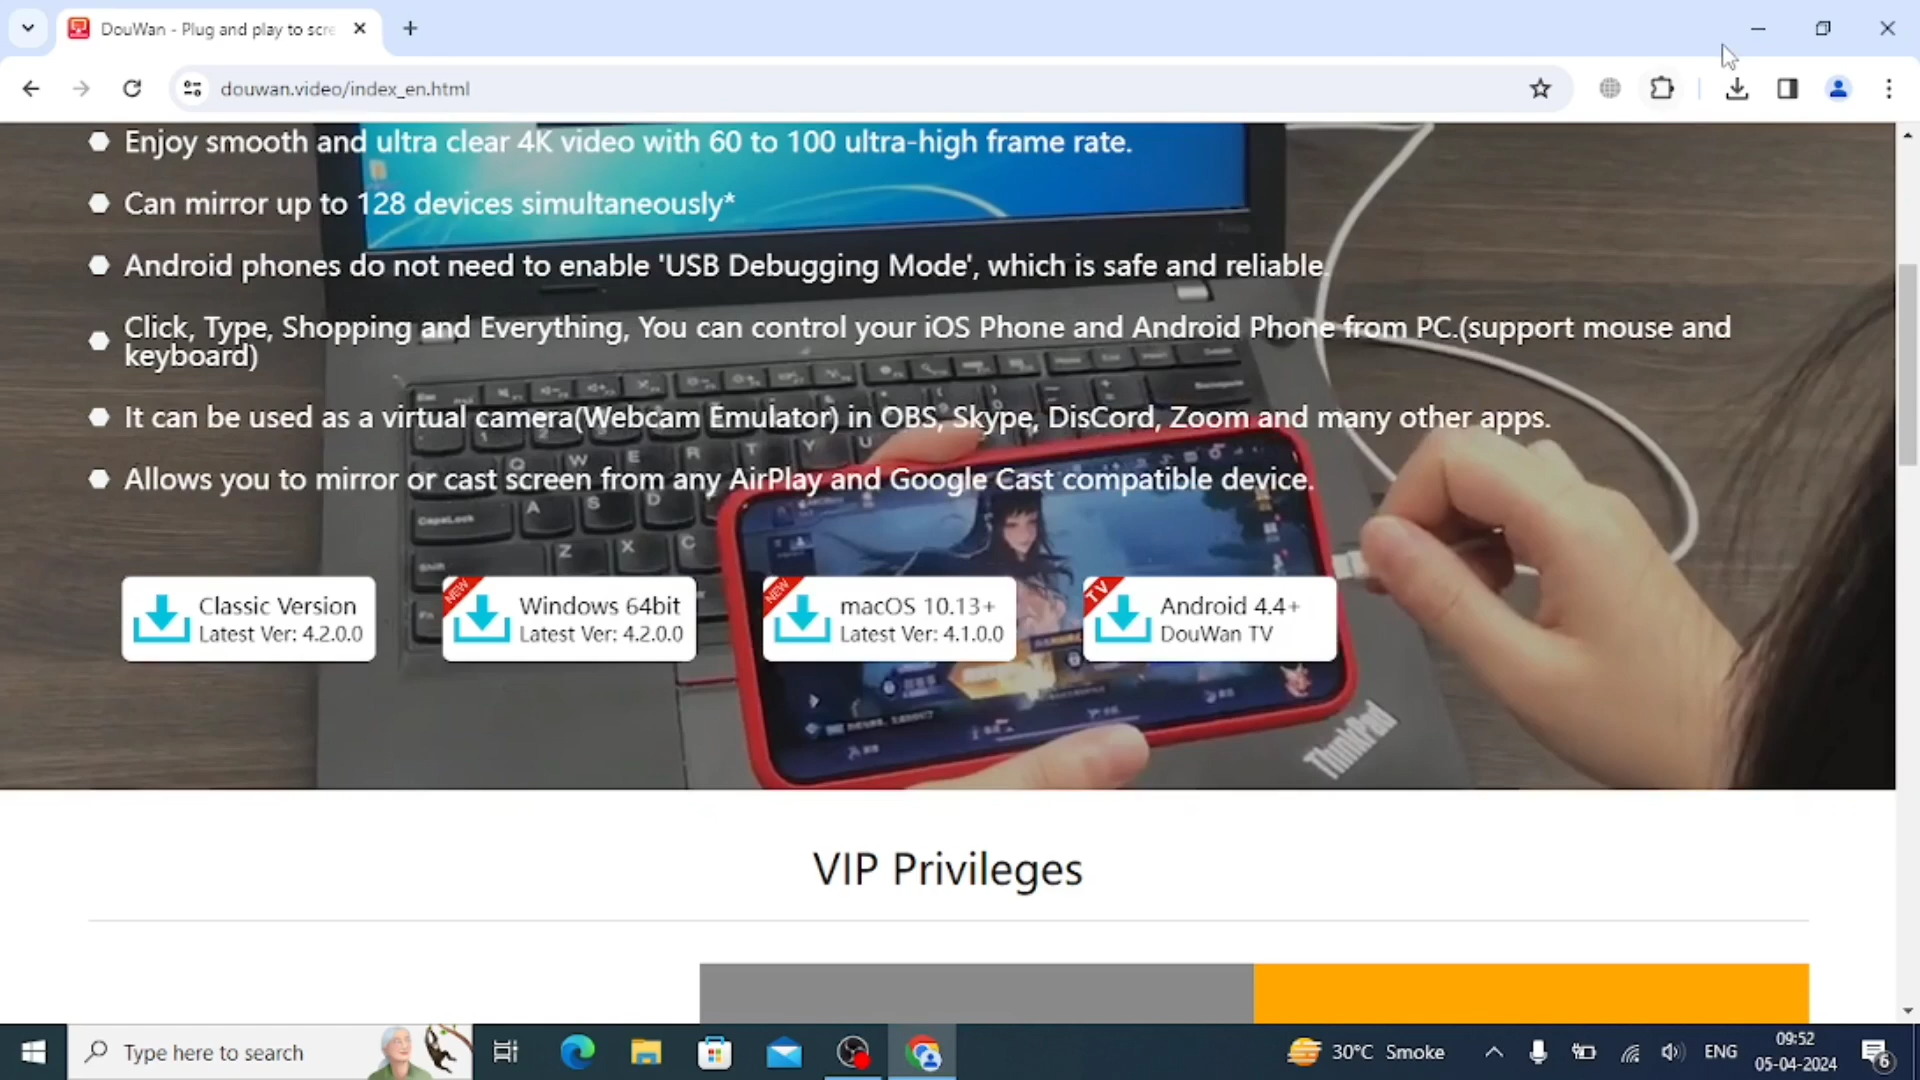 DouWan - Plug and play to scre
douwan.video/index_en.html
Enjoy smooth and ultra clear 4K video with 60 to 100 ultra-high frame rate.
Can mirror up to 128 devices simultaneously*
Android phones do not need to enable 'USB Debugging Mode', which is safe and reliable.
Click, Type, Shopping and Everything, You can control your iOS Phone and Android Phone from PC.(support mouse and
keyboard)
It can be used as a virtual camera(Webcam Emulator) in OBS, Skype, DisCord, Zoom and many other apps.
Allows you to mirror or cast screen from any AirPlay and Google Cast compatible device.
Classic Version
Latest Ver: 4.2.0.0
NEW
Windows 64bit
Latest Ver: 4.2.0.0
NEW
macOS 10.13+
Latest Ver: 4.1.0.0
TV
Android 4.4+
DouWan TV
ThinkPad
VIP Privileges
Type here to search
30°C Smoke
ENG
09:52
05-04-2024
6